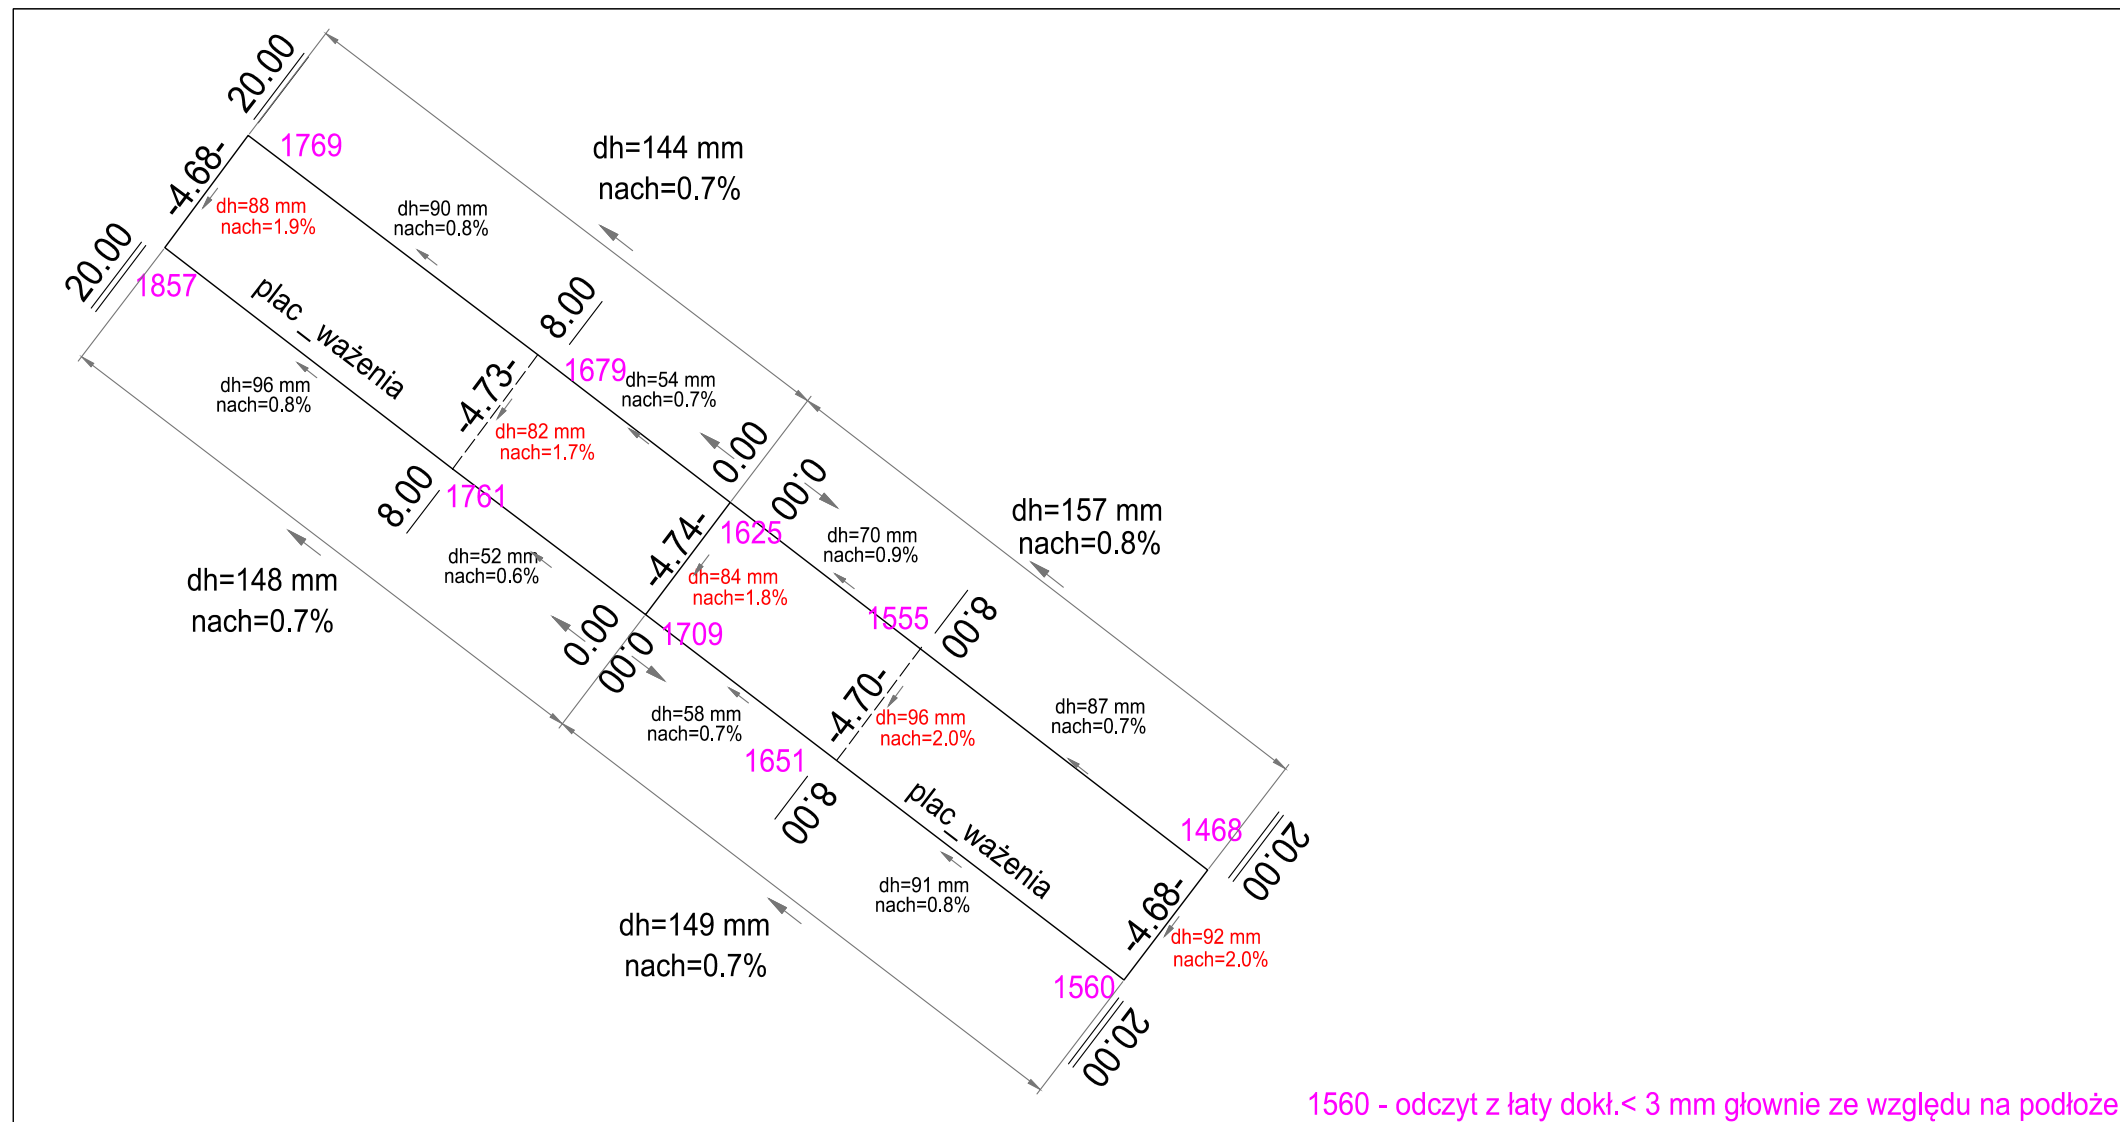 20.00
-4.68-
1769
dh=144 mm
nach=0.7%
dh=88 mm
nach=1.9%
dh=90 mm
nach=0.8%
20.00
1857
plac_ważenia
8.00
-4.73-
1679
dh=54 mm
nach=0.7%
dh=96 mm
nach=0.8%
dh=82 mm
nach=1.7%
0.00
0.00
8.00
1761
dh=157 mm
nach=0.8%
-4.74-
1625
dh=70 mm
nach=0.9%
dh=52 mm
nach=0.6%
dh=148 mm
nach=0.7%
dh=84 mm
nach=1.8%
1555
8.00
0.00
0.00
1709
-4.70-
dh=58 mm
nach=0.7%
dh=96 mm
nach=2.0%
dh=87 mm
nach=0.7%
1651
8.00
plac_ważenia
1468
20.00
dh=91 mm
nach=0.8%
-4.68-
dh=149 mm
nach=0.7%
dh=92 mm
nach=2.0%
1560
20.00
1560 - odczyt z łaty dokł.< 3 mm głownie ze względu na podłoże